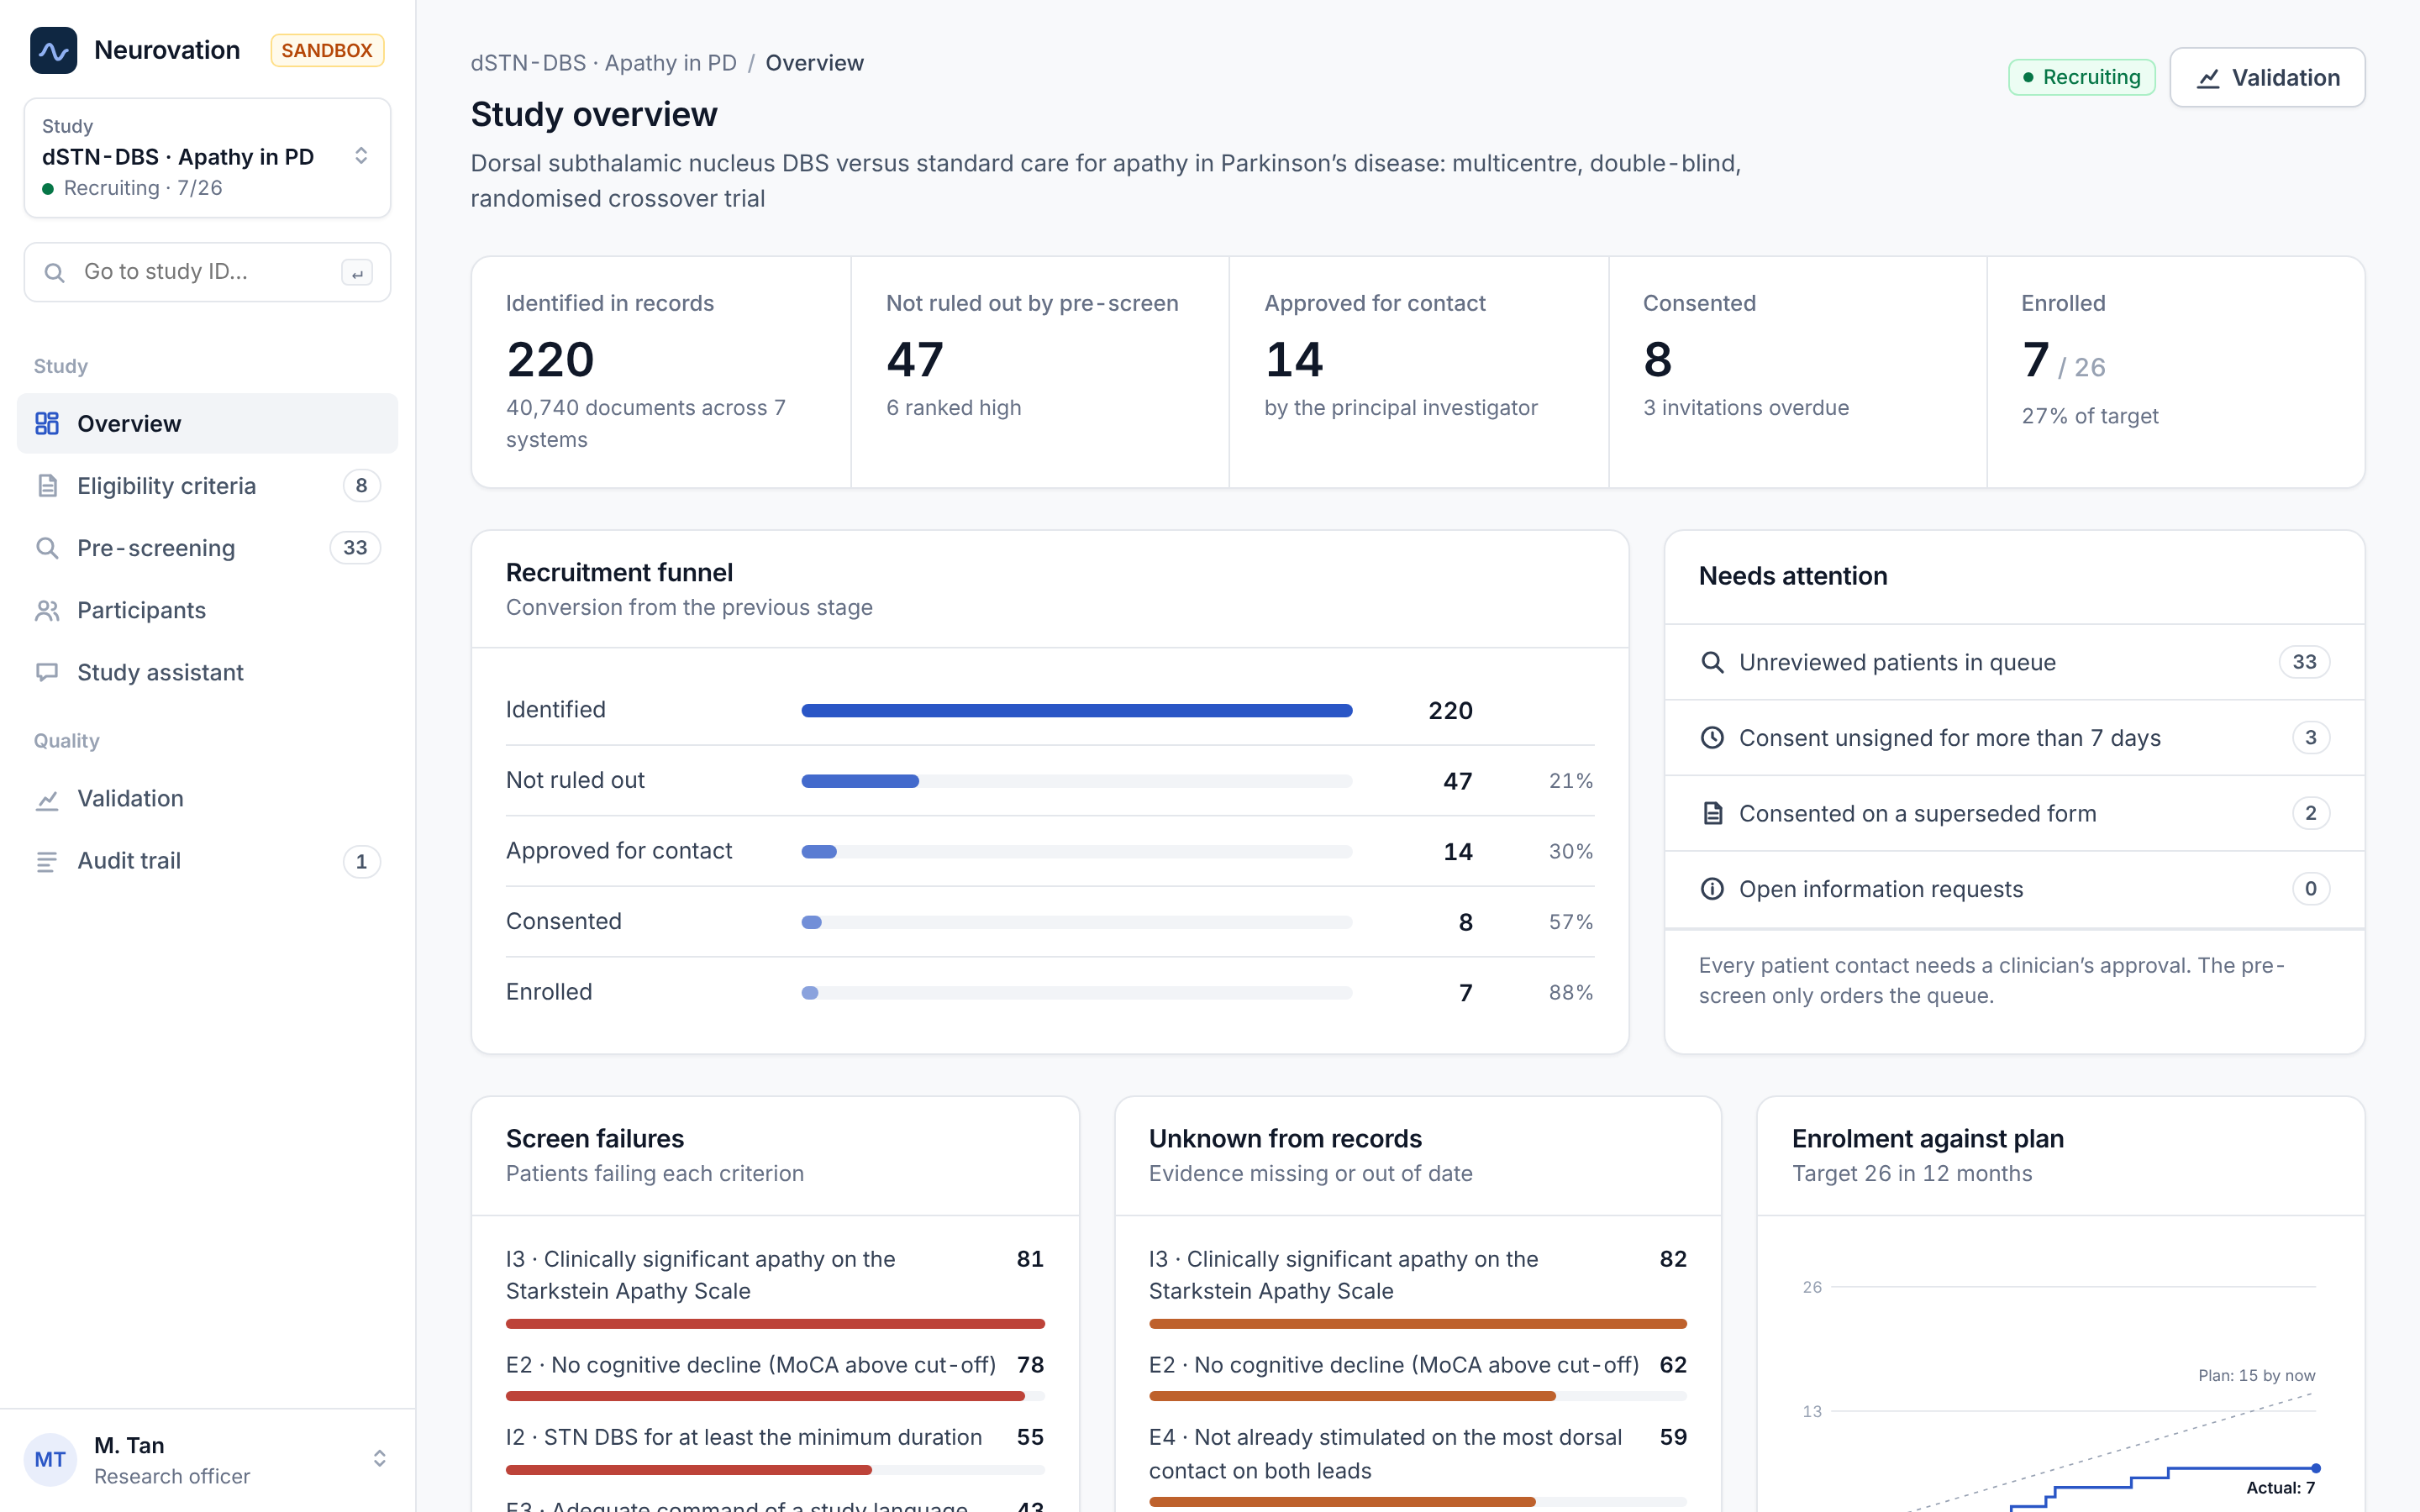 Neurovation
SANDBOX
Study
dSTN-DBS · Apathy in PD
Recruiting · 7/26
Go to study ID...
↵
Study
Overview
Eligibility criteria
8
Pre-screening
33
Participants
Study assistant
Quality
Validation
Audit trail
1
MT
M. Tan
Research officer
dSTN-DBS · Apathy in PD / Overview
Study overview
Dorsal subthalamic nucleus DBS versus standard care for apathy in Parkinson’s disease: multicentre, double-blind,
randomised crossover trial
Recruiting
Validation
Identified in records
220
40,740 documents across 7
systems
Not ruled out by pre-screen
47
6 ranked high
Approved for contact
14
by the principal investigator
Consented
8
3 invitations overdue
Enrolled
7 / 26
27% of target
Recruitment funnel
Conversion from the previous stage
Identified 220
Not ruled out 47 21%
Approved for contact 14 30%
Consented 8 57%
Enrolled 7 88%
Needs attention
Unreviewed patients in queue 33
Consent unsigned for more than 7 days 3
Consented on a superseded form 2
Open information requests 0
Every patient contact needs a clinician’s approval. The pre-
screen only orders the queue.
Screen failures
Patients failing each criterion
I3 · Clinically significant apathy on the 81
Starkstein Apathy Scale
E2 · No cognitive decline (MoCA above cut-off) 78
I2 · STN DBS for at least the minimum duration 55
E3 · Adequate command of a study language 43
Unknown from records
Evidence missing or out of date
I3 · Clinically significant apathy on the 82
Starkstein Apathy Scale
E2 · No cognitive decline (MoCA above cut-off) 62
E4 · Not already stimulated on the most dorsal 59
contact on both leads
Enrolment against plan
Target 26 in 12 months
26
Plan: 15 by now
13
Actual: 7